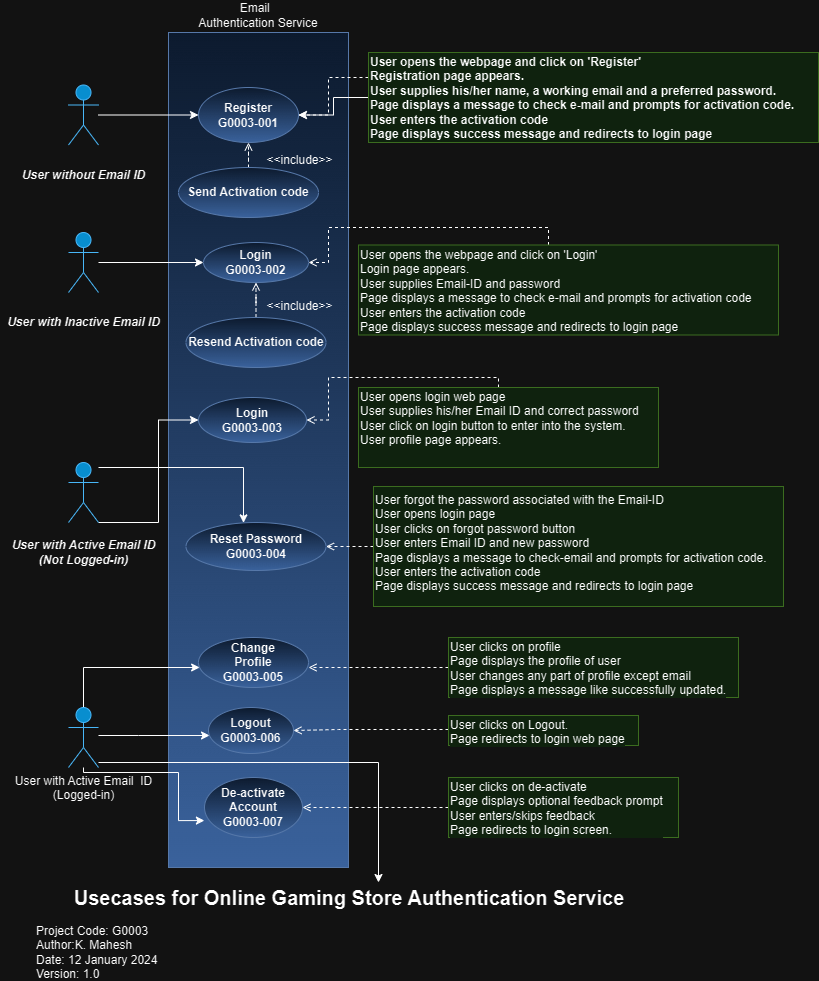 Email
Authentication Service
User opens the webpage and click on 'Register'
Registration page appears.
User supplies his/her name, a working email and a preferred password.
Page displays a message to check e-mail and prompts for activation code.
User enters the activation code
Page displays success message and redirects to login page
Register
G0003-001
<<include>>
User without Email ID
Send Activation code
User opens the webpage and click on 'Login'
Login page appears.
User supplies Email-ID and password
Page displays a message to check e-mail and prompts for activation code
User enters the activation code
Page displays success message and redirects to login page
Login
G0003-002
<<include>>
User with Inactive Email ID
Resend Activation code
User opens login web page
User supplies his/her Email ID and correct password
User click on login button to enter into the system.
User profile page appears.
Login
G0003-003
User forgot the password associated with the Email-ID
User opens login page
User clicks on forgot password button
User enters Email ID and new password
Page displays a message to check-email and prompts for activation code.
User enters the activation code
Page displays success message and redirects to login page
Reset Password
G0003-004
User with Active Email ID
(Not Logged-in)
Change
Profile
G0003-005
User clicks on profile
Page displays the profile of user
User changes any part of profile except email
Page displays a message like successfully updated.
Logout
G0003-006
User clicks on Logout.
Page redirects to login web page
User with Active Email  ID
(Logged-in)
De-activate
Account
G0003-007
User clicks on de-activate
Page displays optional feedback prompt
User enters/skips feedback
Page redirects to login screen.
Usecases for Online Gaming Store Authentication Service
Project Code: G0003
Author:K. Mahesh
Date: 12 January 2024
Version: 1.0